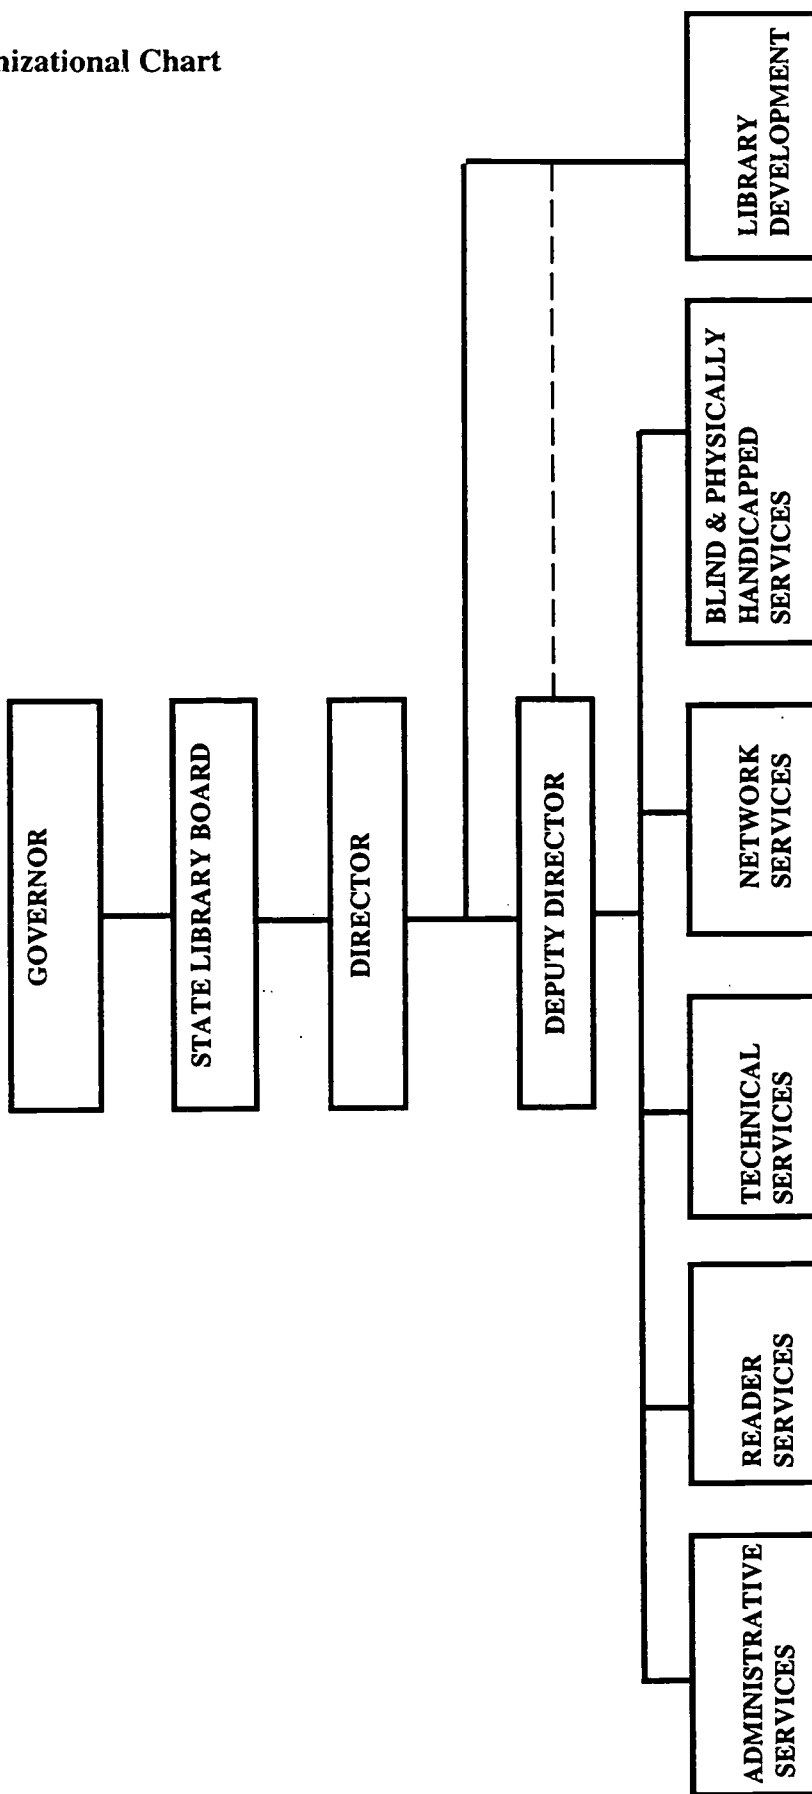 nizational Chart
GOVERNOR
STATE LIBRARY BOARD
DIRECTOR
DEPUTY DIRECTOR
ADMINISTRATIVE
SERVICES
READER
SERVICES
TECHNICAL
SERVICES
NETWORK
SERVICES
BLIND & PHYSICALLY
HANDICAPPED
SERVICES
LIBRARY
DEVELOPMENT